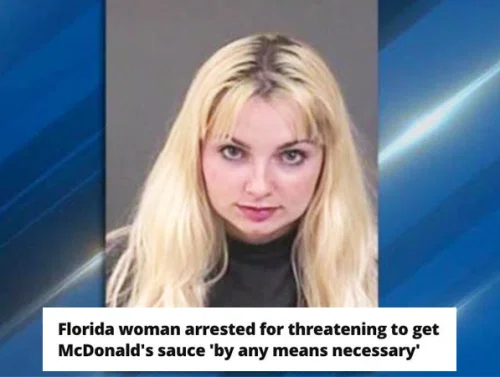 Florida woman arrested for threatening to get
McDonald's sauce 'by any means necessary'